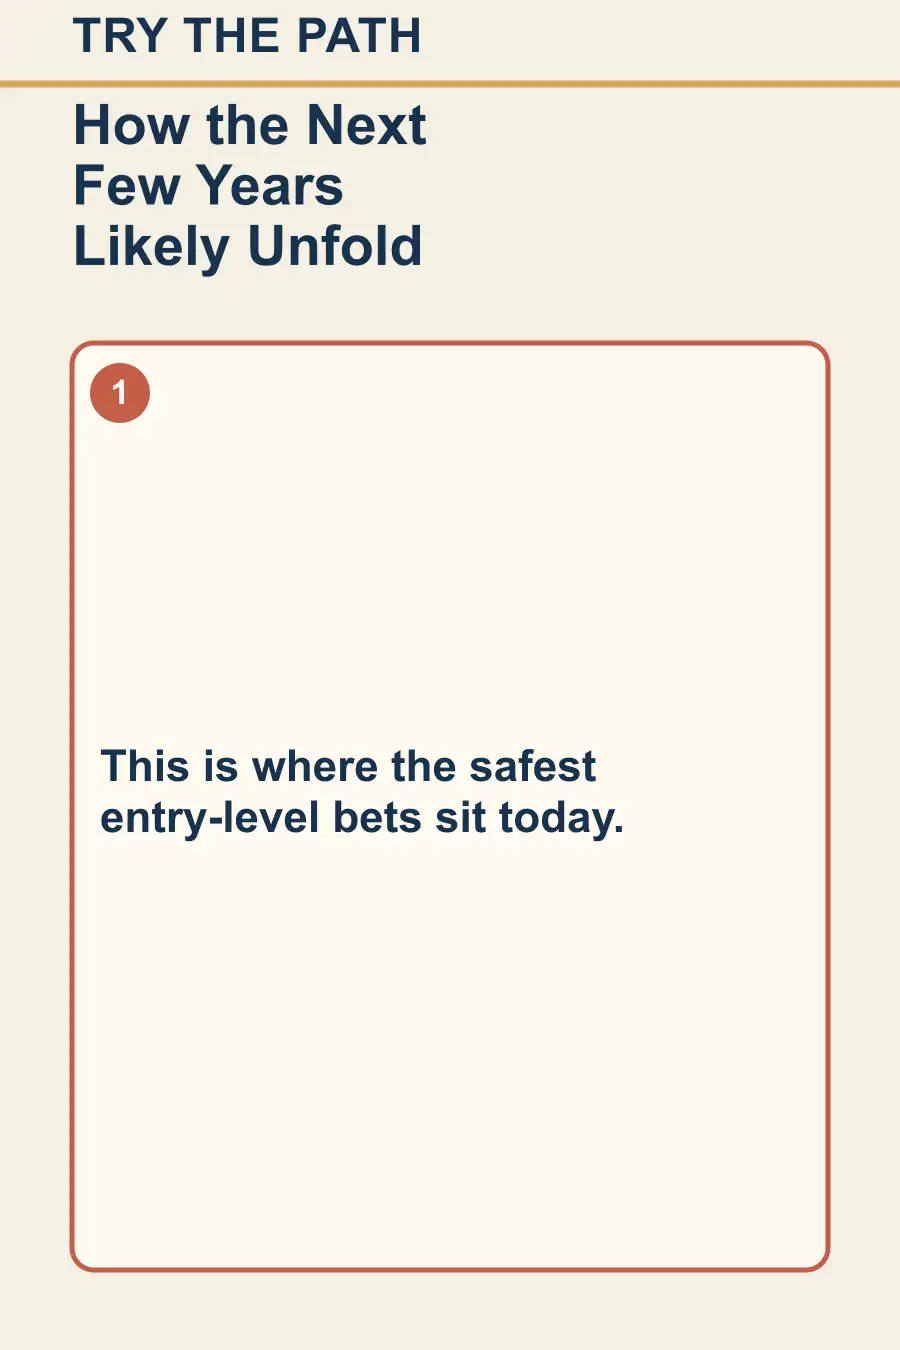 TRY THE PATH
How the Next
Few Years
Likely Unfold
1
This is where the safest
entry-level bets sit today.